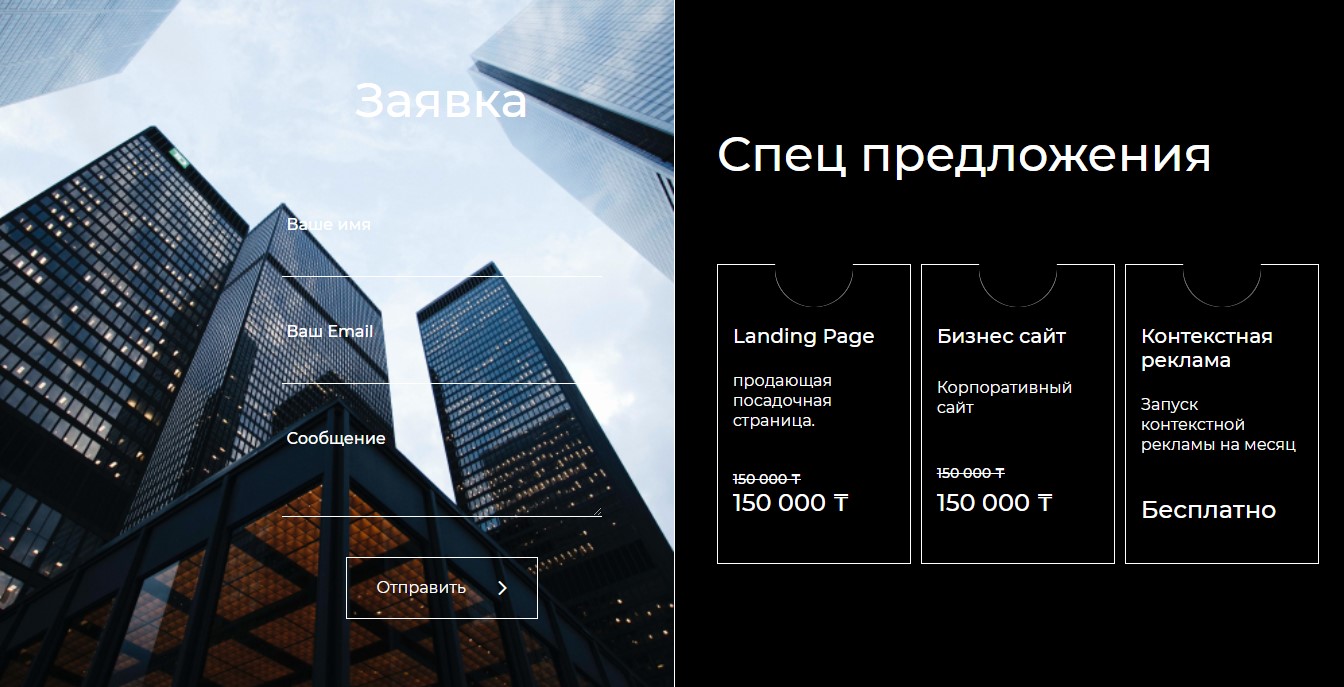 Заявка
Ваше имя
Ваш Email
Сообщение
Отправить
Спец предложения
Landing Page
продающая
посадочная
страница.
150 000 ₸
150 000 ₸
Бизнес сайт
Корпоративный
сайт
150 000 ₸
150 000 ₸
Контекстная
реклама
Запуск
контекстной
рекламы на месяц
Бесплатно